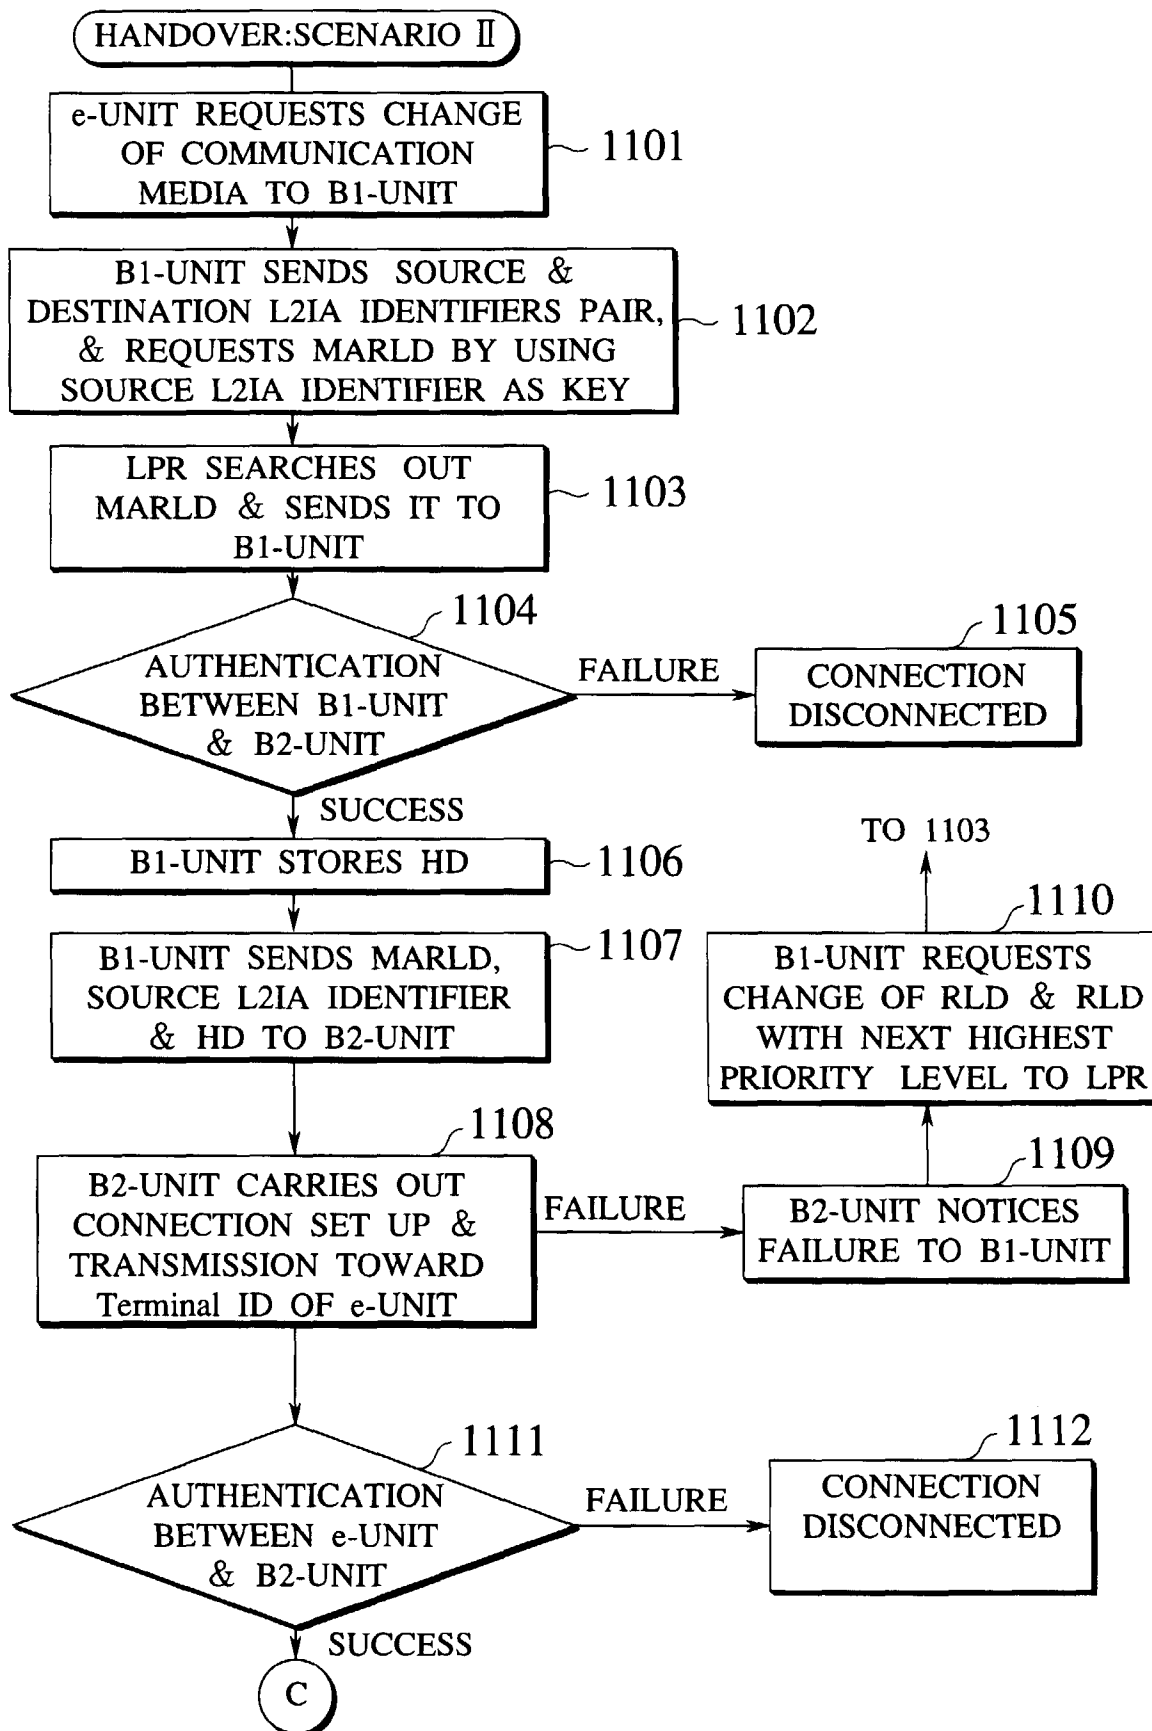 HANDOVER:SCENARIO II
e-UNIT REQUESTS CHANGE
OF COMMUNICATION
MEDIA TO B1-UNIT
1101
B1-UNIT SENDS SOURCE &
DESTINATION L2IA IDENTIFIERS PAIR,
& REQUESTS MARLD BY USING
SOURCE L2IA IDENTIFIER AS KEY
1102
LPR SEARCHES OUT
MARLD & SENDS IT TO
B1-UNIT
1103
1104
AUTHENTICATION
BETWEEN B1-UNIT
& B2-UNIT
FAILURE
1105
CONNECTION
DISCONNECTED
SUCCESS
B1-UNIT STORES HD
1106
TO 1103
B1-UNIT SENDS MARLD,
SOURCE L2IA IDENTIFIER
& HD TO B2-UNIT
1107
1110
B1-UNIT REQUESTS
CHANGE OF RLD & RLD
WITH NEXT HIGHEST
PRIORITY LEVEL TO LPR
1108
B2-UNIT CARRIES OUT
CONNECTION SET UP &
TRANSMISSION TOWARD
Terminal ID OF e-UNIT
FAILURE
1109
B2-UNIT NOTICES
FAILURE TO B1-UNIT
1111
AUTHENTICATION
BETWEEN e-UNIT
& B2-UNIT
FAILURE
1112
CONNECTION
DISCONNECTED
SUCCESS
C